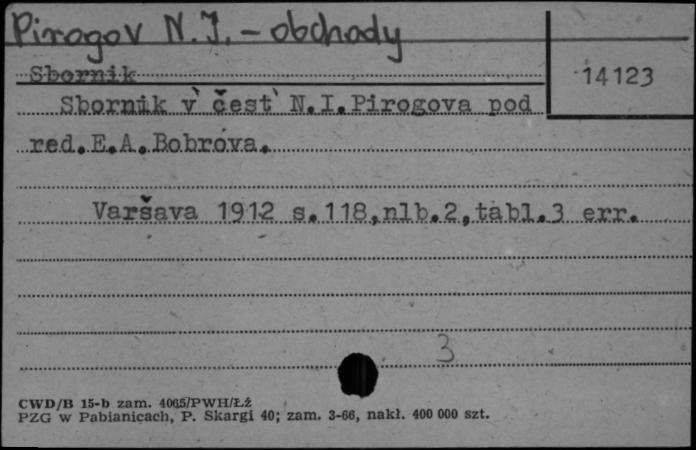 Pirogov N.I. - obchody
Sbornik
14123
Sbornik v` čest` N.I.Pirogova pod
red.E.A.Bobrova.
Varšava 1912 s.118,nlb.2,tabl.3 err.
3
CWD/B 15-b zam. 4065/PWH/Łż
PZG w Pabianicach, P. Skargi 40; zam. 3-66, nakł. 400 000 szt.